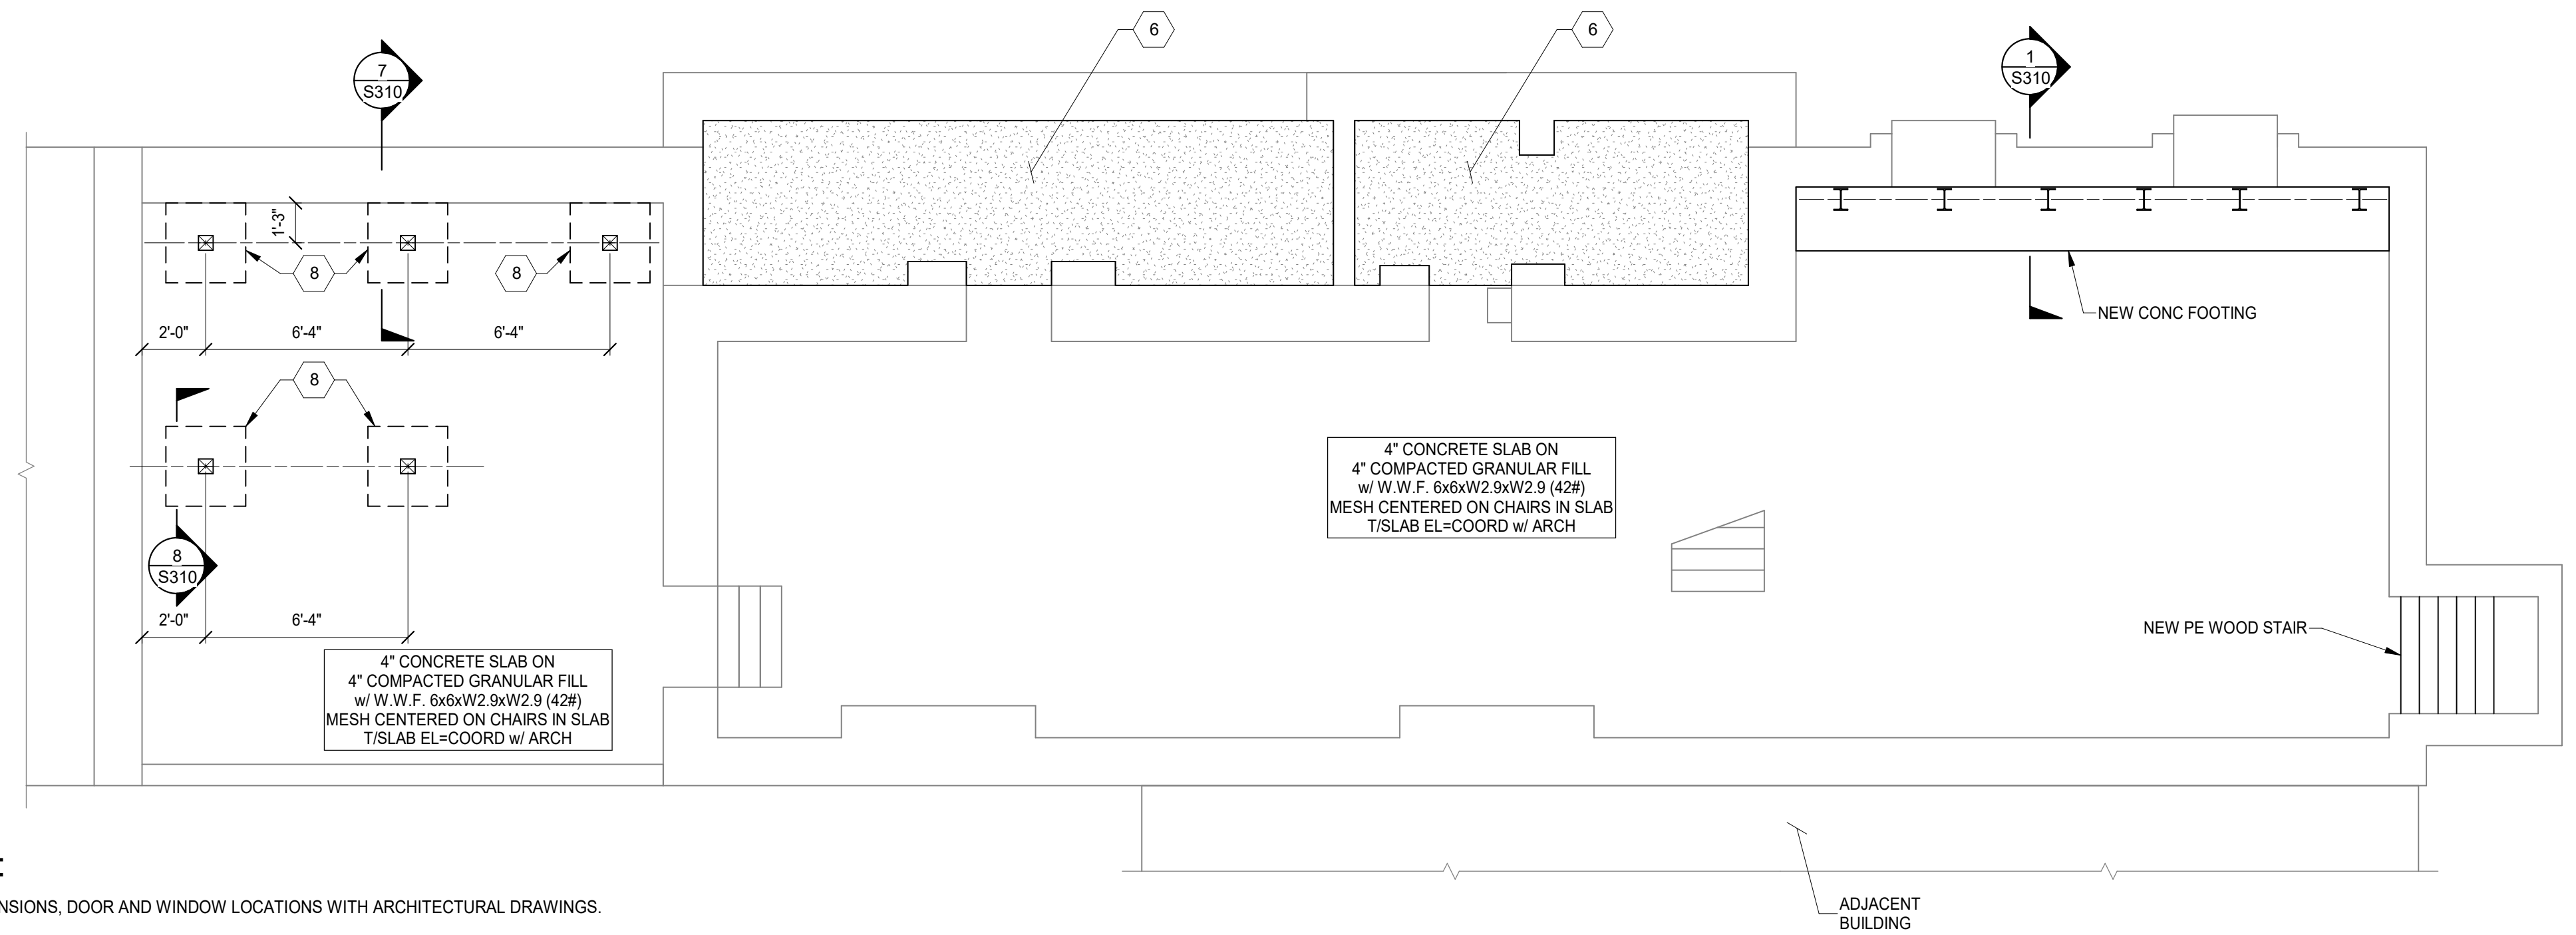 6
6
7
S310
1
S310
1'-3"
8
8
NEW CONC FOOTING
2'-0"
6'-4"
6'-4"
8
4" CONCRETE SLAB ON
4" COMPACTED GRANULAR FILL
w/ W.W.F. 6x6xW2.9xW2.9 (42#)
MESH CENTERED ON CHAIRS IN SLAB
T/SLAB EL=COORD w/ ARCH
8
S310
2'-0"
6'-4"
NEW PE WOOD STAIR
4" CONCRETE SLAB ON
4" COMPACTED GRANULAR FILL
w/ W.W.F. 6x6xW2.9xW2.9 (42#)
MESH CENTERED ON CHAIRS IN SLAB
T/SLAB EL=COORD w/ ARCH
NSIONS, DOOR AND WINDOW LOCATIONS WITH ARCHITECTURAL DRAWINGS.
ADJACENT
BUILDING